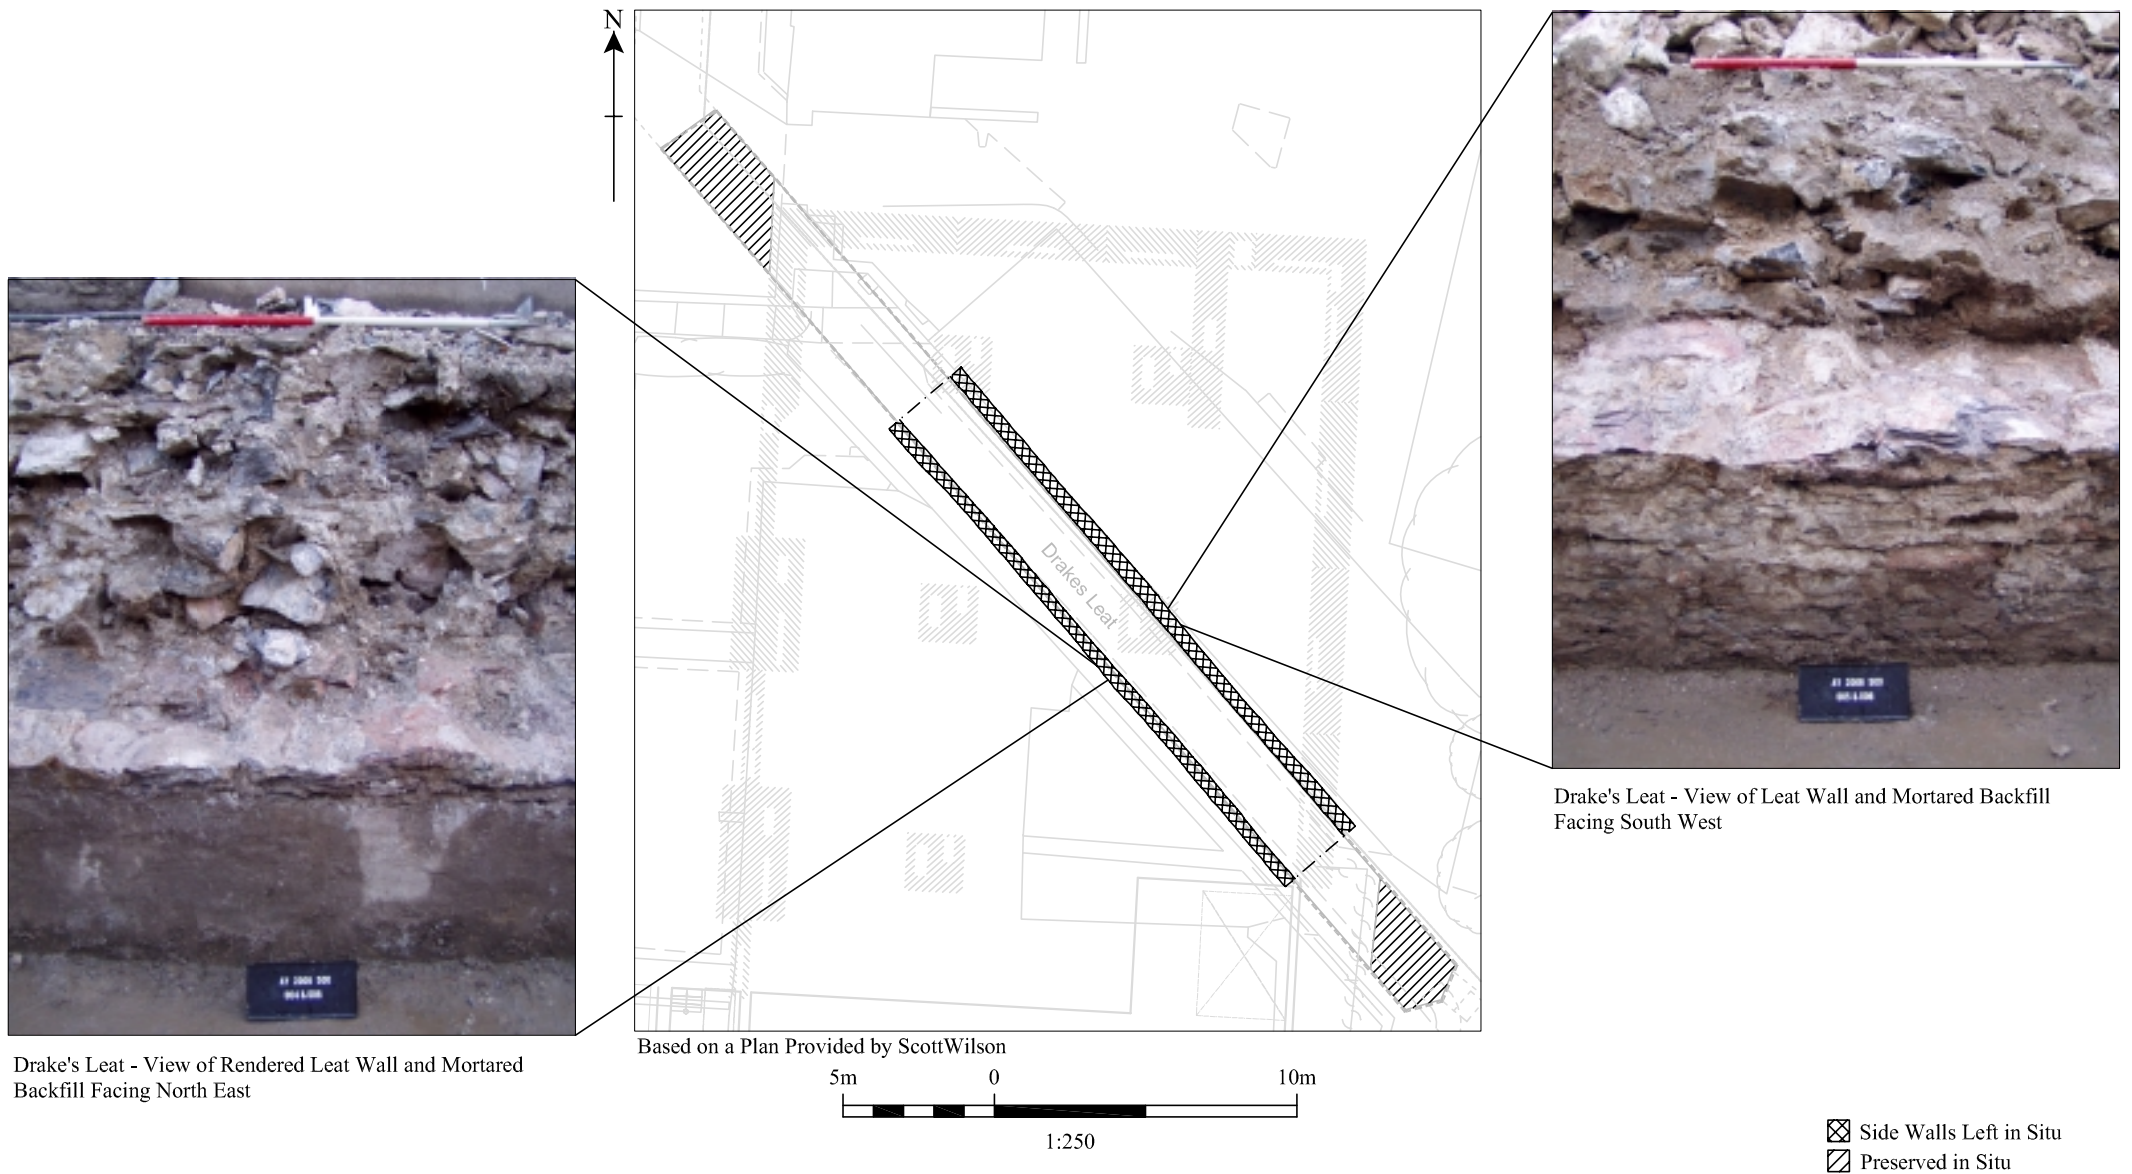 N
Drakes Leat
Drake's Leat - View of Rendered Leat Wall and Mortared
Backfill Facing North East
Drake's Leat - View of Leat Wall and Mortared Backfill
Facing South West
Based on a Plan Provided by ScottWilson
5m 0 10m
1:250
Side Walls Left in Situ
Preserved in Situ